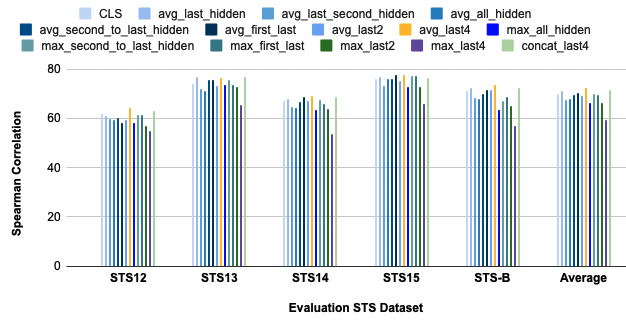 CLS avg_last_hidden avg_last_second_hidden avg_all_hidden
avg_second_to_last_hidden avg_first_last avg_last2 avg_last4 max_all_hidden
max_second_to_last_hidden max_first_last max_last2 max_last4 concat_last4
80
60
40
20
0
Spearman Correlation
STS12 STS13 STS14 STS15 STS-B Average
Evaluation STS Dataset